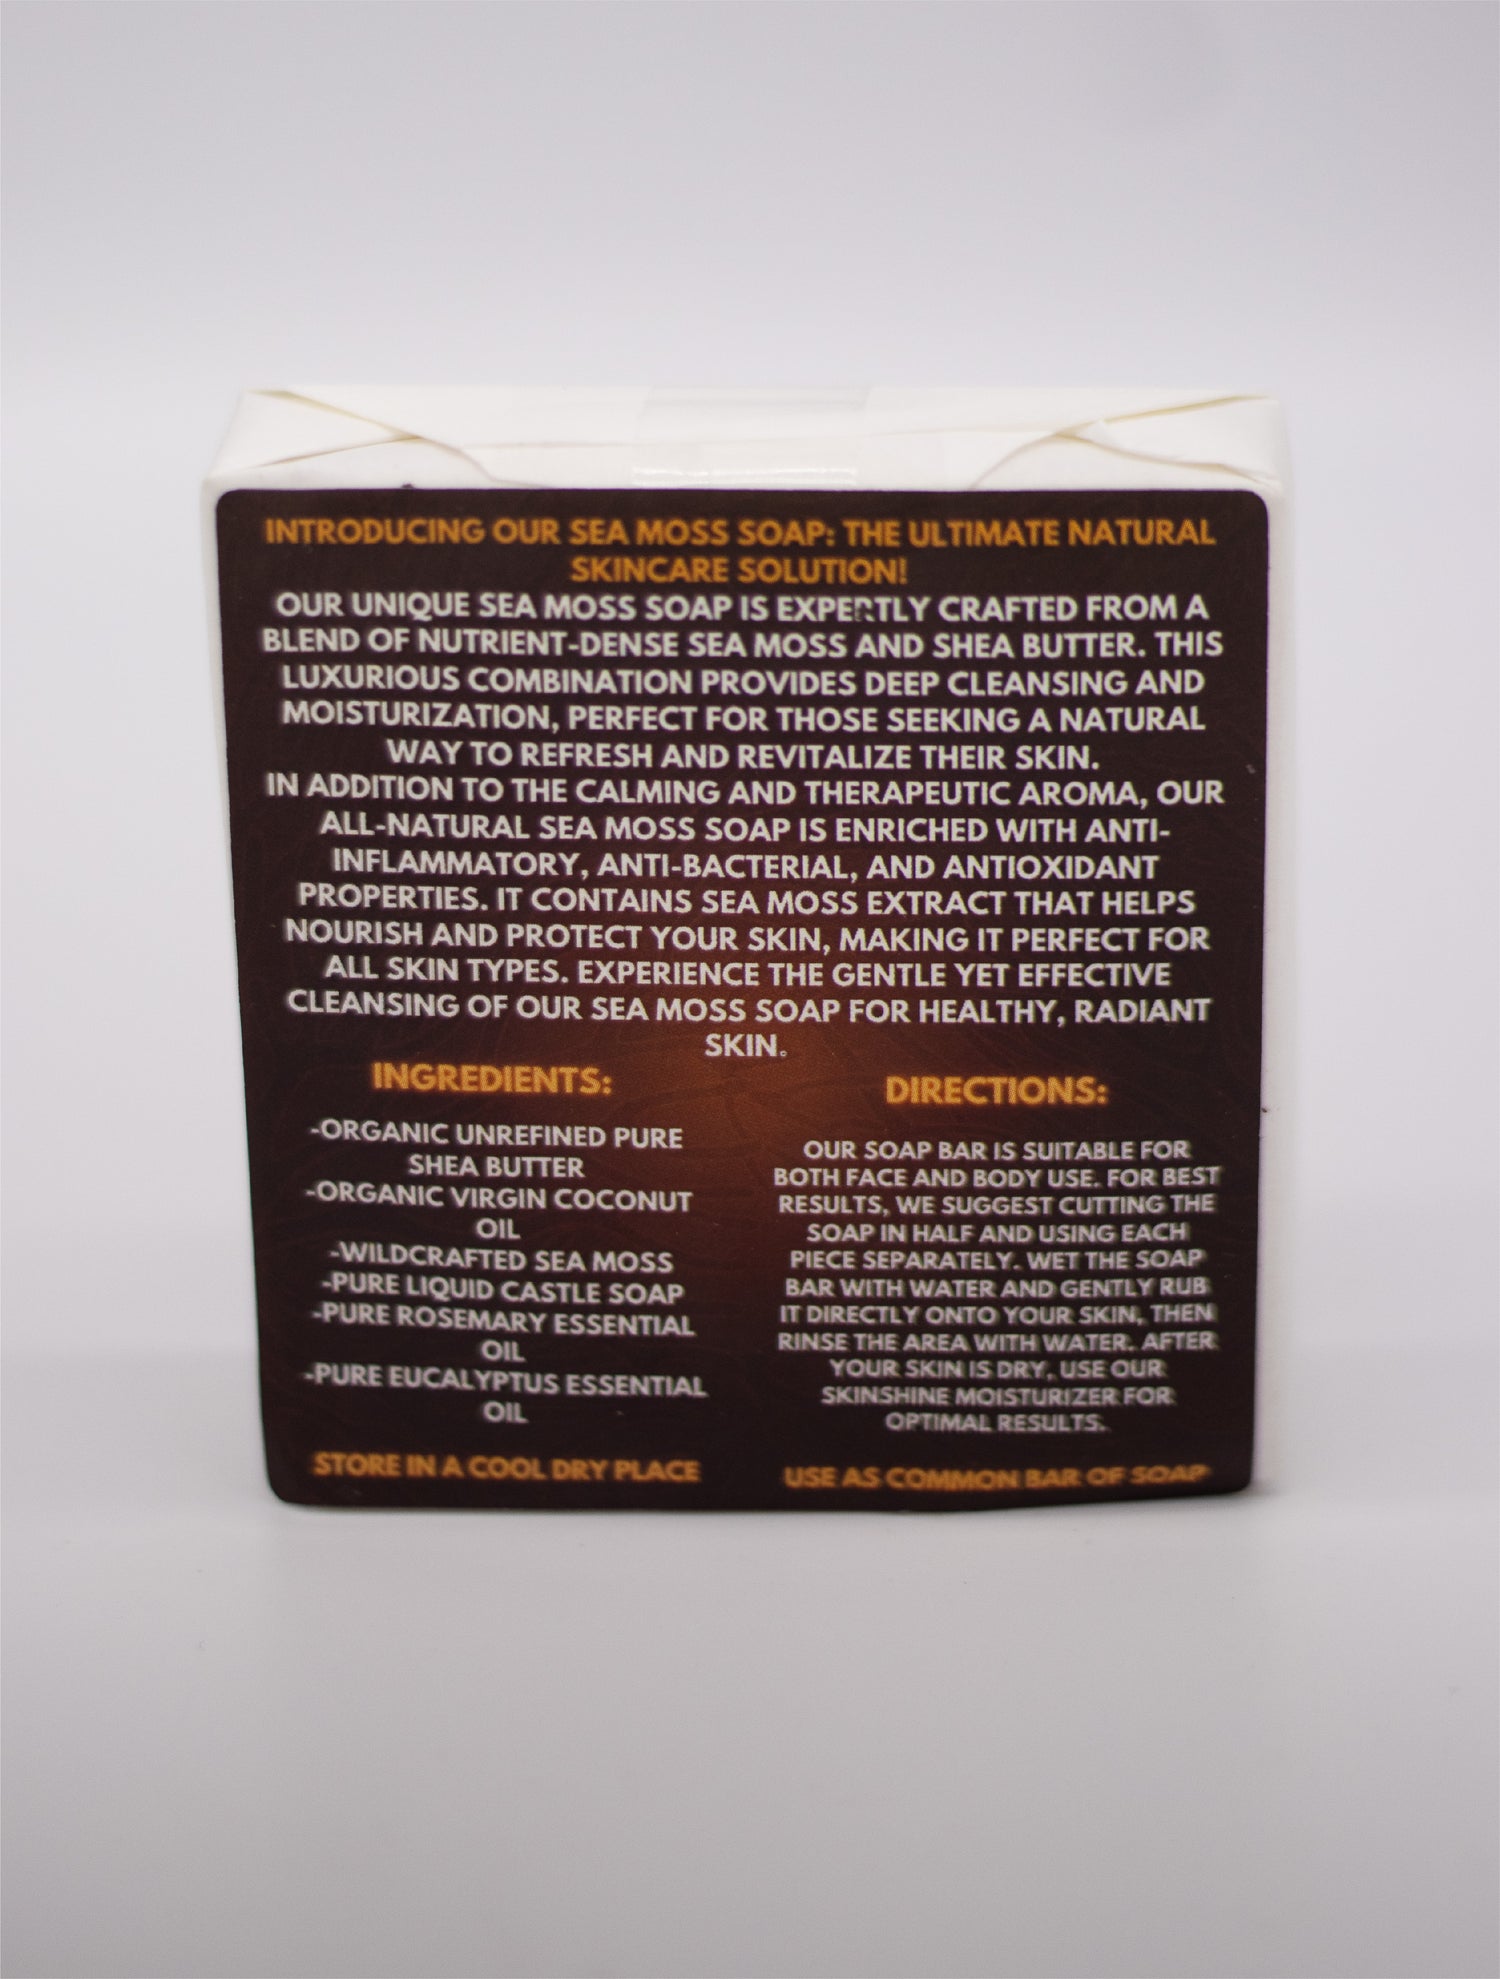 INTRODUCING OUR SEA MOSS SOAP: THE ULTIMATE NATURAL
SKINCARE SOLUTION!
OUR UNIQUE SEA MOSS SOAP IS EXPERTLY CRAFTED FROM A
BLEND OF NUTRIENT-DENSE SEA MOSS AND SHEA BUTTER. THIS
LUXURIOUS COMBINATION PROVIDES DEEP CLEANSING AND
MOISTURIZATION, PERFECT FOR THOSE SEEKING A NATURAL
WAY TO REFRESH AND REVITALIZE THEIR SKIN.
IN ADDITION TO THE CALMING AND THERAPEUTIC AROMA, OUR
ALL-NATURAL SEA MOSS SOAP IS ENRICHED WITH ANTI-
INFLAMMATORY, ANTI-BACTERIAL, AND ANTIOXIDANT
PROPERTIES. IT CONTAINS SEA MOSS EXTRACT THAT HELPS
NOURISH AND PROTECT YOUR SKIN, MAKING IT PERFECT FOR
ALL SKIN TYPES. EXPERIENCE THE GENTLE YET EFFECTIVE
CLEANSING OF OUR SEA MOSS SOAP FOR HEALTHY, RADIANT
SKIN.
INGREDIENTS:
-ORGANIC UNREFINED PURE
SHEA BUTTER
-ORGANIC VIRGIN COCONUT
OIL
-WILDCRAFTED SEA MOSS
-PURE LIQUID CASTLE SOAP
-PURE ROSEMARY ESSENTIAL
OIL
-PURE EUCALYPTUS ESSENTIAL
OIL
STORE IN A COOL DRY PLACE
DIRECTIONS:
OUR SOAP BAR IS SUITABLE FOR
BOTH FACE AND BODY USE. FOR BEST
RESULTS, WE SUGGEST CUTTING THE
SOAP IN HALF AND USING EACH
PIECE SEPARATELY. WET THE SOAP
BAR WITH WATER AND GENTLY RUB
IT DIRECTLY ONTO YOUR SKIN, THEN
RINSE THE AREA WITH WATER. AFTER
YOUR SKIN IS DRY, USE OUR
SKINSHINE MOISTURIZER FOR
OPTIMAL RESULTS.
USE AS COMMON BAR OF SOAP